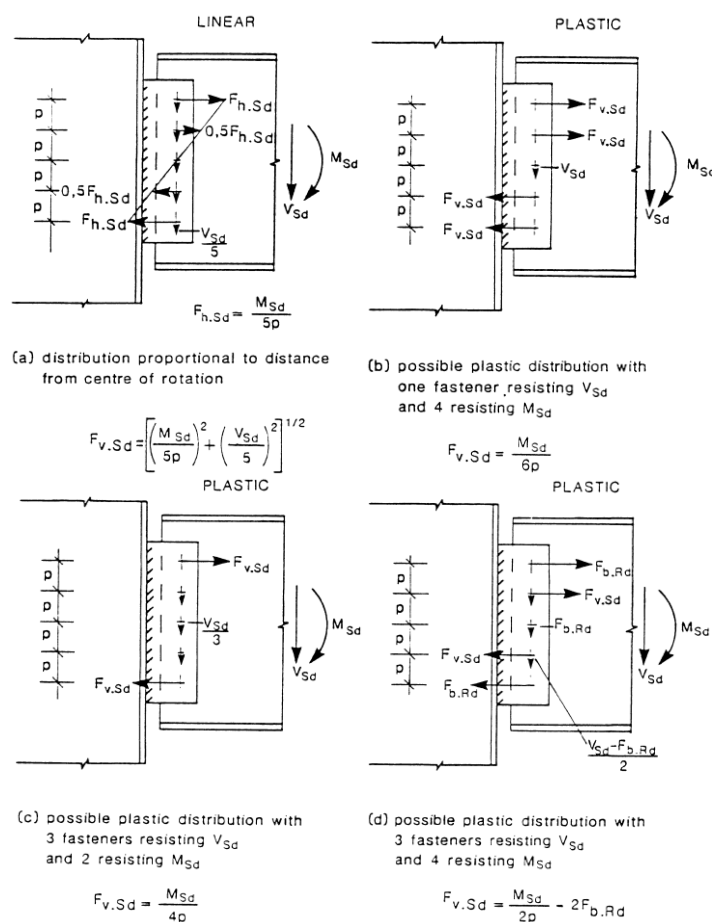 LINEAR
p
p
p
p
F_h.Sd
0,5F_h.Sd
0,5F_h.Sd
F_h.Sd
V_Sd/5
V_Sd
M_Sd
F_h.Sd = M_Sd/5p
(a) distribution proportional to distance
from centre of rotation
F_v.Sd = [(M_Sd/5p)^2 + (V_Sd/5)^2]^1/2
PLASTIC
p
p
p
p
F_v.Sd
F_v.Sd
V_Sd
F_v.Sd
F_v.Sd
V_Sd
M_Sd
(b) possible plastic distribution with
one fastener resisting V_Sd
and 4 resisting M_Sd
F_v.Sd = M_Sd/6p
PLASTIC
p
p
p
p
F_v.Sd
V_Sd/3
F_v.Sd
V_Sd
M_Sd
(c) possible plastic distribution with
3 fasteners resisting V_Sd
and 2 resisting M_Sd
F_v.Sd = M_Sd/4p
PLASTIC
p
p
p
p
F_b.Rd
F_v.Sd
F_b.Rd
F_v.Sd
F_b.Rd
V_Sd-F_b.Rd/2
V_Sd
M_Sd
(d) possible plastic distribution with
3 fasteners resisting V_Sd
and 4 resisting M_Sd
F_v.Sd = M_Sd/2p - 2F_b.Rd